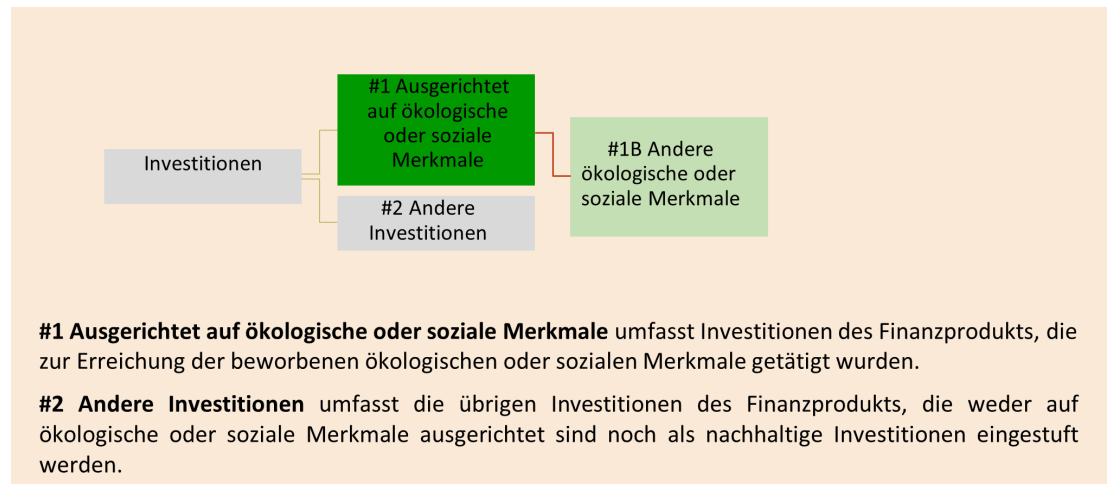 #1 Ausgerichtet
auf ökologische
oder soziale
Merkmale
Investitionen
#1B Andere
ökologische oder
soziale Merkmale
#2 Andere
Investitionen
#1 Ausgerichtet auf ökologische oder soziale Merkmale umfasst Investitionen des Finanzprodukts, die
zur Erreichung der beworbenen ökologischen oder sozialen Merkmale getätigt wurden.
#2 Andere Investitionen umfasst die übrigen Investitionen des Finanzprodukts, die weder auf
ökologische oder soziale Merkmale ausgerichtet sind noch als nachhaltige Investitionen eingestuft
werden.